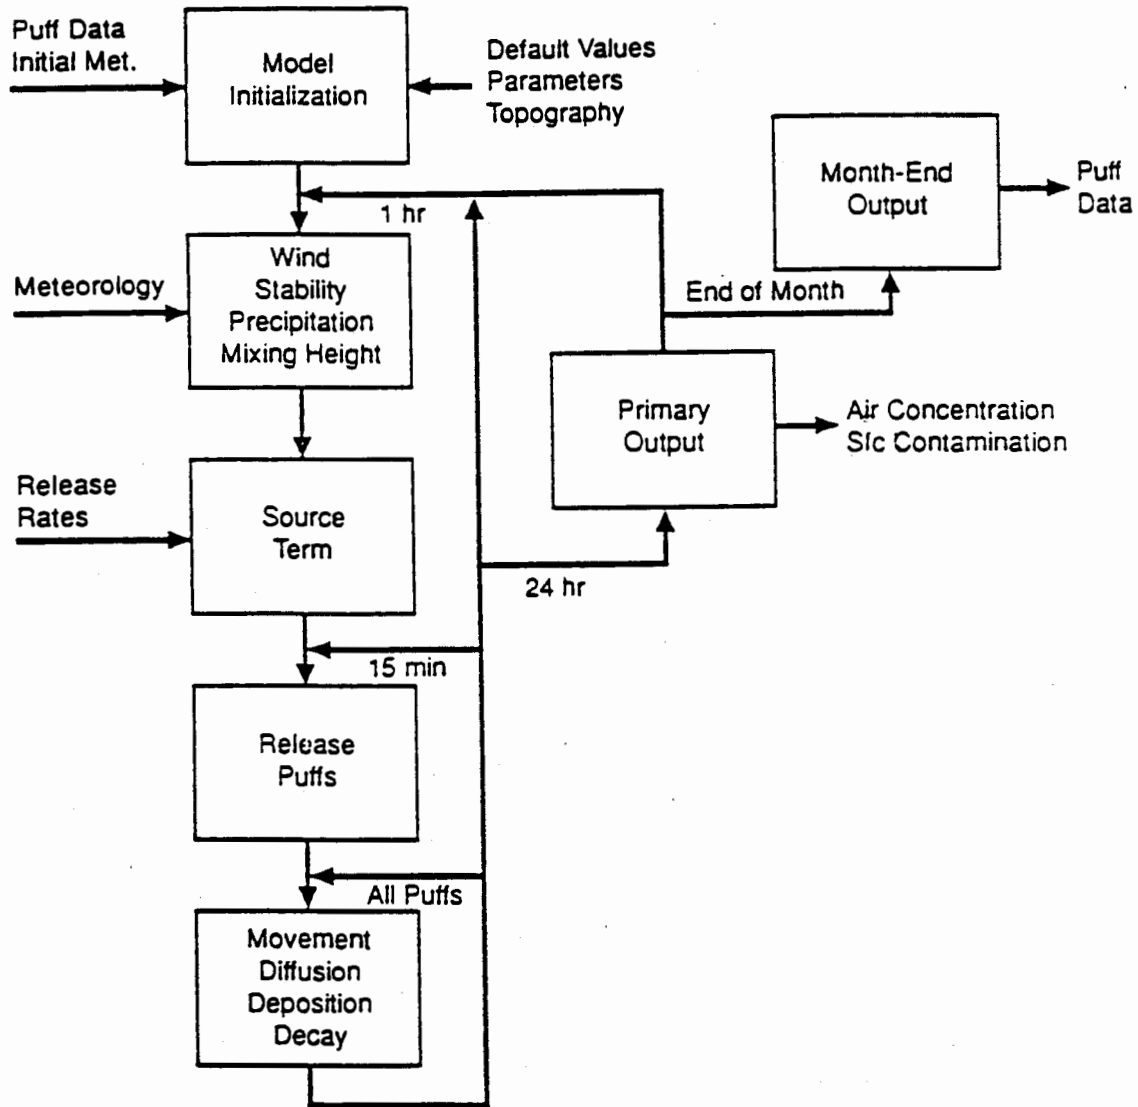 Puff Data
Initial Met.
Model
Initialization
Default Values
Parameters
Topography
Month-End
Output
Puff
Data
1 hr
Meteorology
Wind
Stability
Precipitation
Mixing Height
End of Month
Primary
Output
Air Concentration
Sfc Contamination
Release
Rates
Source
Term
24 hr
15 min
Release
Puffs
All Puffs
Movement
Diffusion
Deposition
Decay